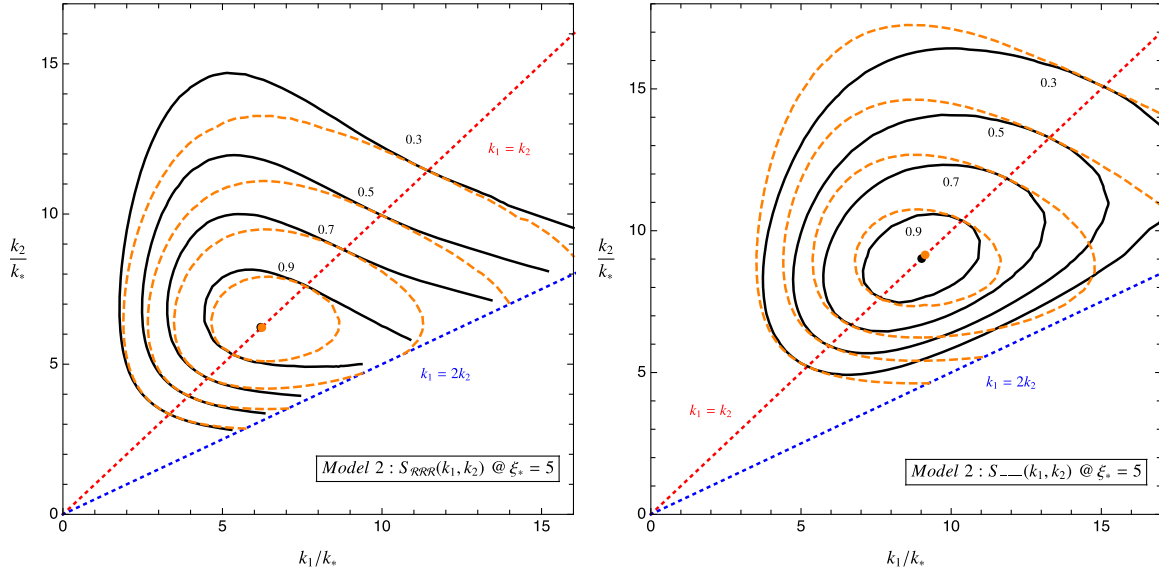 15
10
5
0
k₂/k*
0
5
10
15
k₁/k*
0.3
0.5
0.7
0.9
k₁ = k₂
k₁ = 2k₂
Model 2 : S_ℛℛℛ(k₁, k₂) @ ξ* = 5
15
10
5
0
k₂/k*
0
5
10
15
k₁/k*
0.3
0.5
0.7
0.9
k₁ = k₂
k₁ = 2k₂
Model 2 : S_−−−(k₁, k₂) @ ξ* = 5